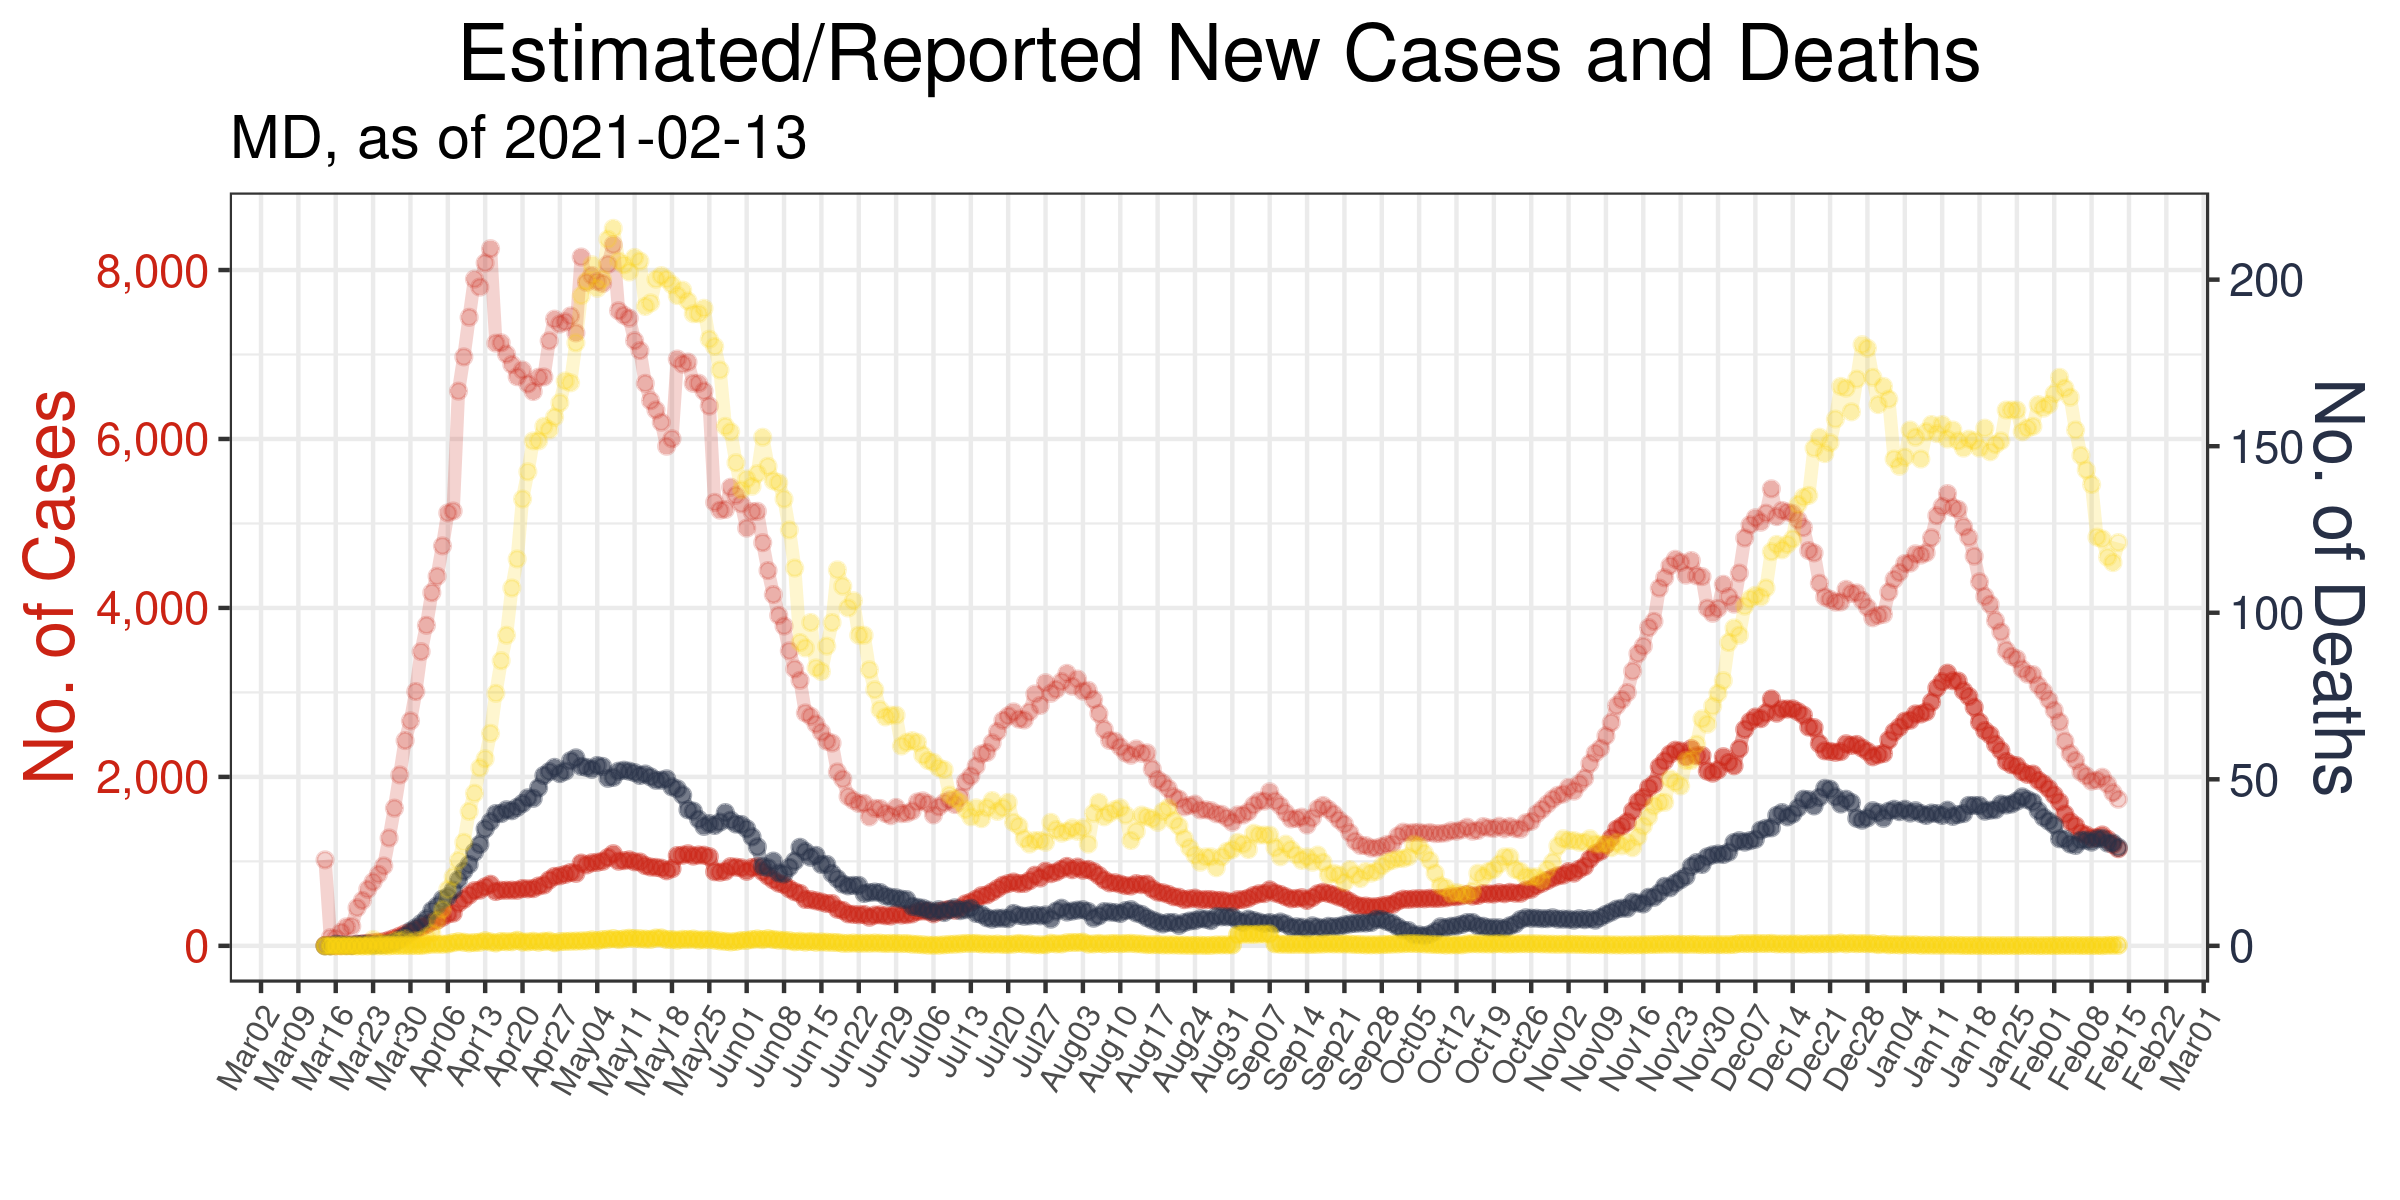 Estimated/Reported New Cases and Deaths
MD, as of 2021-02-13
No. of Cases
8,000
6,000
4,000
2,000
0
200
150
100
50
0
No. of Deaths
Mar02
Mar09
Mar16
Mar23
Mar30
Apr06
Apr13
Apr20
Apr27
May04
May11
May18
May25
Jun01
Jun08
Jun15
Jun22
Jun29
Jul06
Jul13
Jul20
Jul27
Aug03
Aug10
Aug17
Aug24
Aug31
Sep07
Sep14
Sep21
Sep28
Oct05
Oct12
Oct19
Oct26
Nov02
Nov09
Nov16
Nov23
Nov30
Dec07
Dec14
Dec21
Dec28
Jan04
Jan11
Jan18
Jan25
Feb01
Feb08
Feb15
Feb22
Mar01